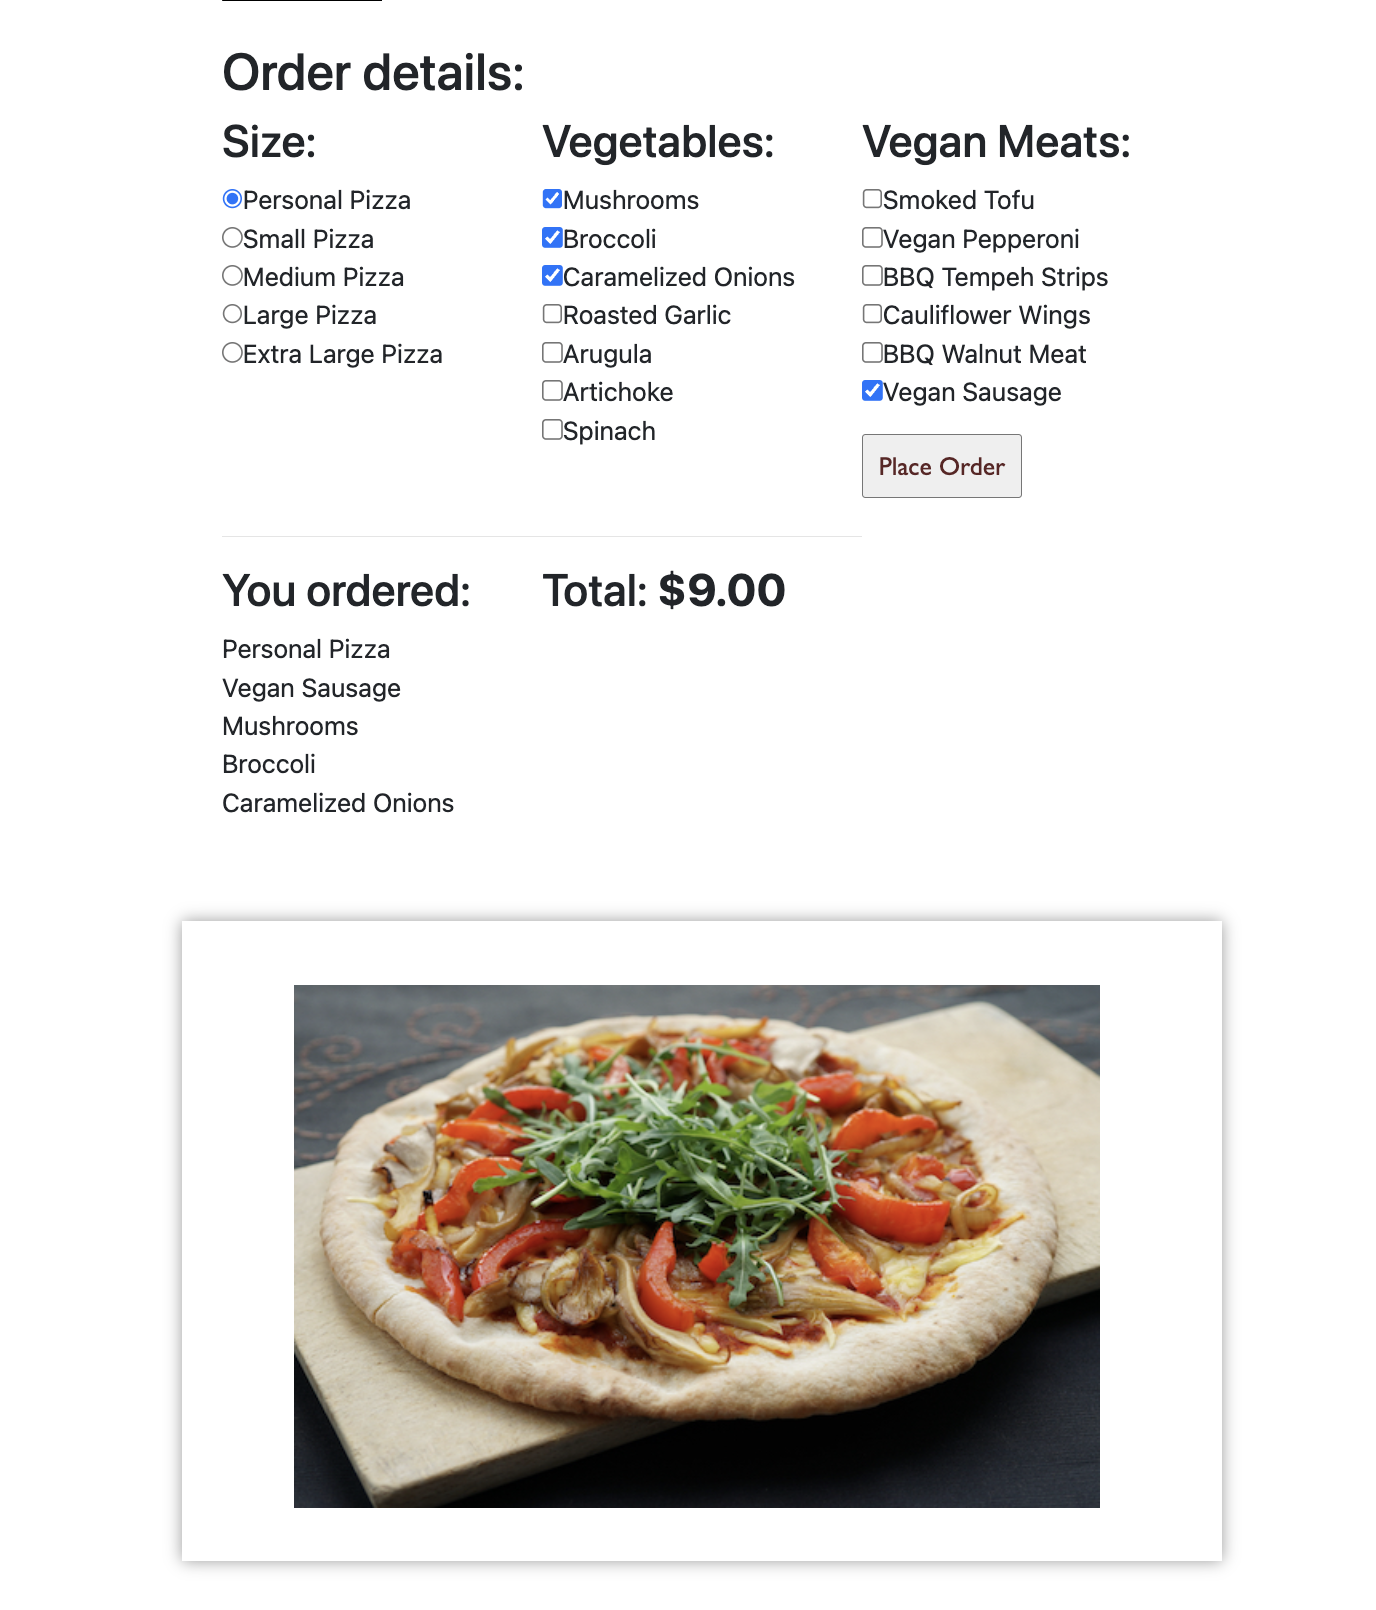 Order details:
Size:
Personal Pizza
Small Pizza
Medium Pizza
Large Pizza
Extra Large Pizza
Vegetables:
Mushrooms
Broccoli
Caramelized Onions
Roasted Garlic
Arugula
Artichoke
Spinach
Vegan Meats:
Smoked Tofu
Vegan Pepperoni
BBQ Tempeh Strips
Cauliflower Wings
BBQ Walnut Meat
Vegan Sausage
Place Order
You ordered:
Personal Pizza
Vegan Sausage
Mushrooms
Broccoli
Caramelized Onions
Total: $9.00